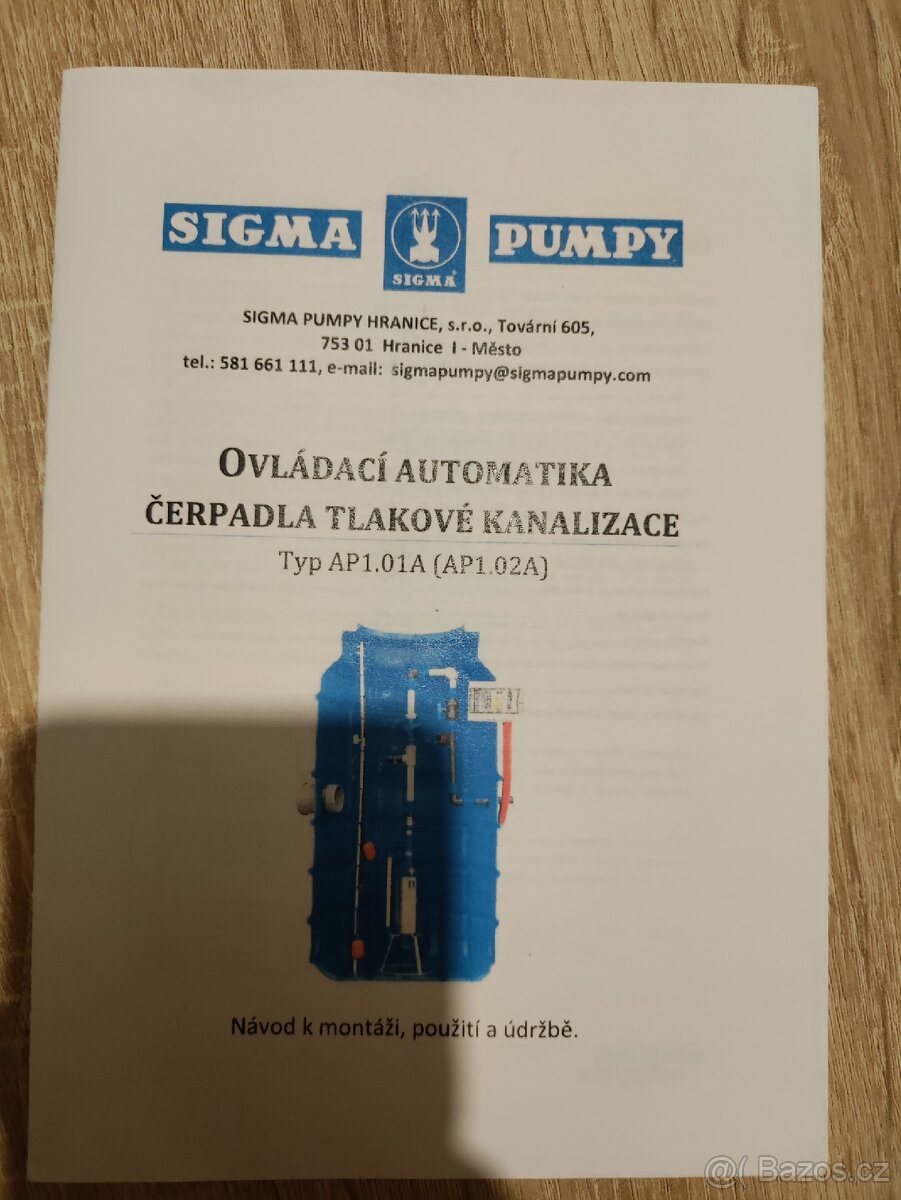 SIGMA SIGMA PUMPY
SIGMA PUMPY HRANICE, s.r.o., Tovární 605,
753 01 Hranice I - Město
tel.: 581 661 111, e-mail: sigmapumpy@sigmapumpy.com
OVLÁDACÍ AUTOMATIKA
ČERPADLA TLAKOVÉ KANALIZACE
Typ AP1.01A (AP1.02A)
Návod k montáži, použití a údržbě.
@( Bazos.cz